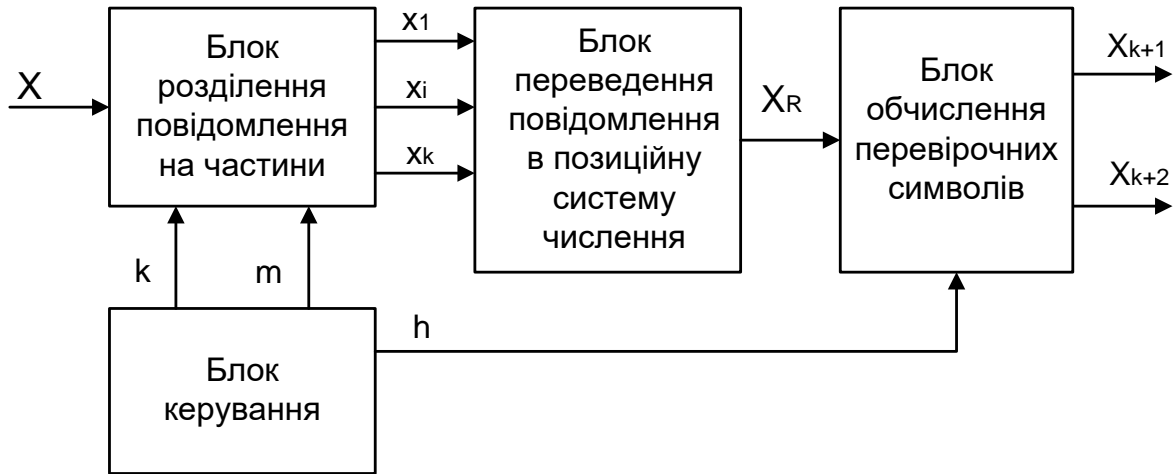 X
Блок
розділення
повідомлення
на частини
x1
xi
xk
Блок
переведення
повідомлення
в позиційну
систему
числення
XR
Блок
обчислення
перевірочних
символів
Xk+1
Xk+2
k
m
h
Блок
керування